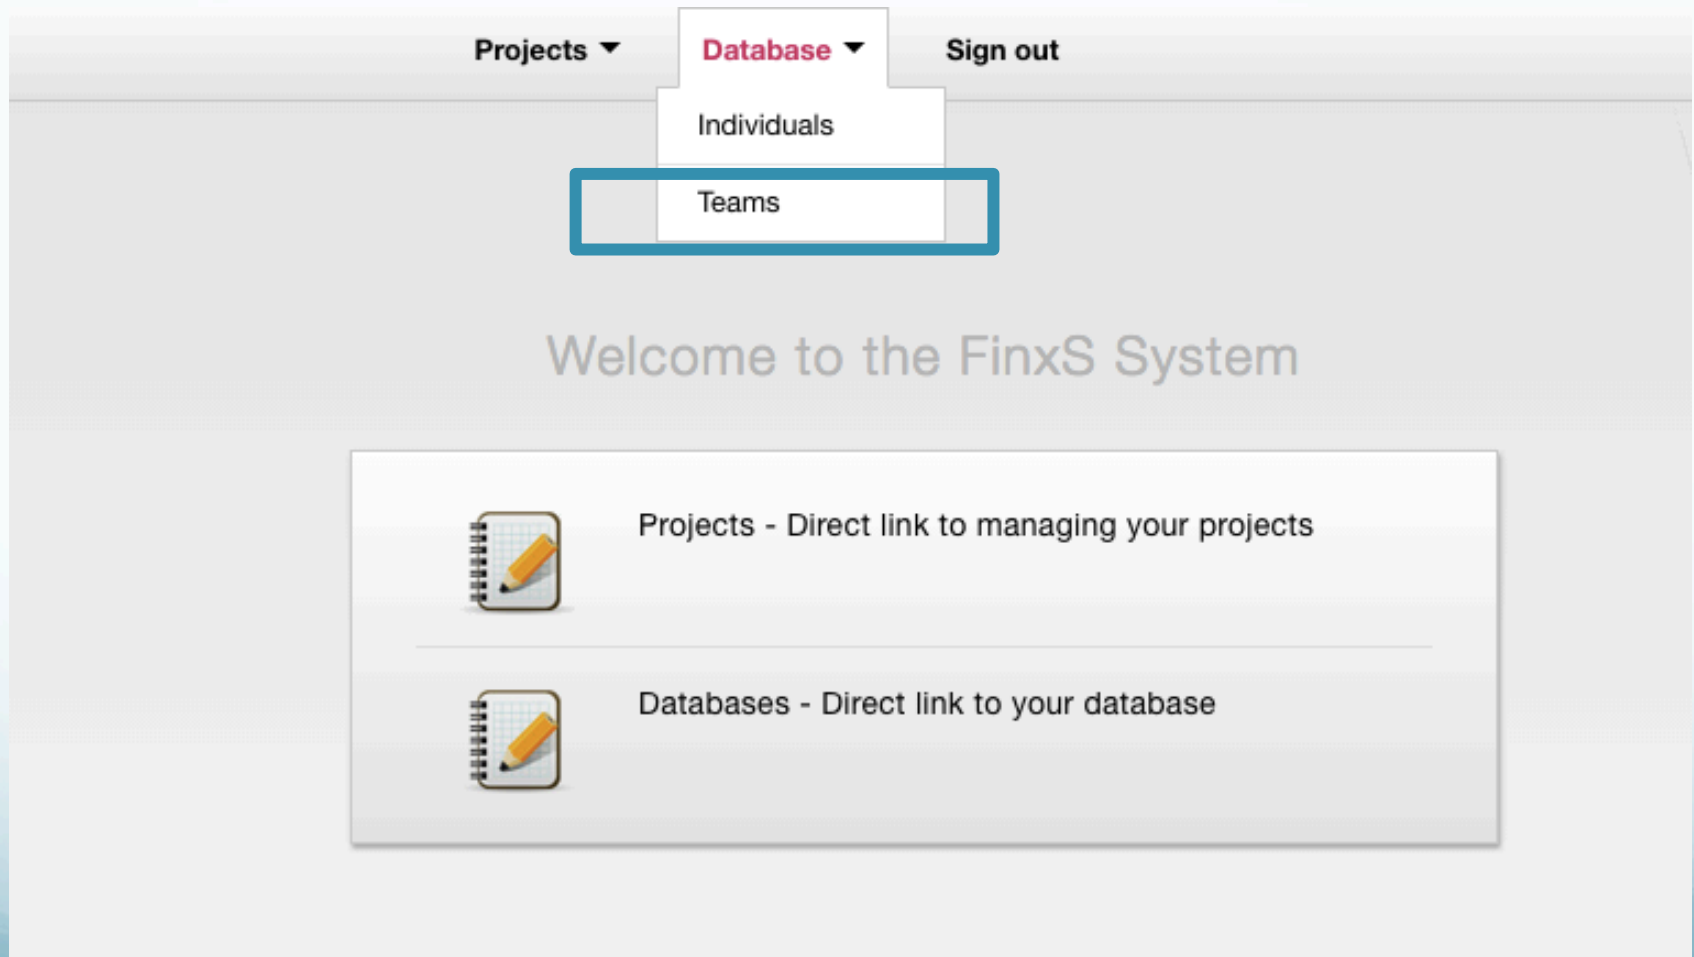 Projects Database Sign out
Individuals
Teams
Welcome to the FinxS System
Projects - Direct link to managing your projects
Databases - Direct link to your database